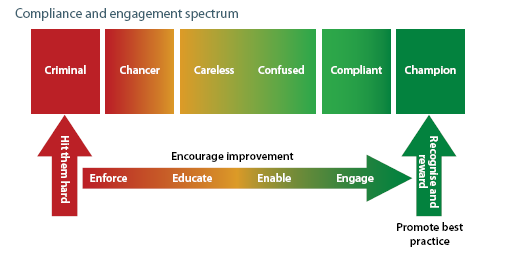 Compliance and engagement spectrum
Criminal
Chancer
Careless
Confused
Compliant
Champion
Hit them hard
Encourage improvement
Enforce
Educate
Enable
Engage
Recognise and
reward
Promote best
practice